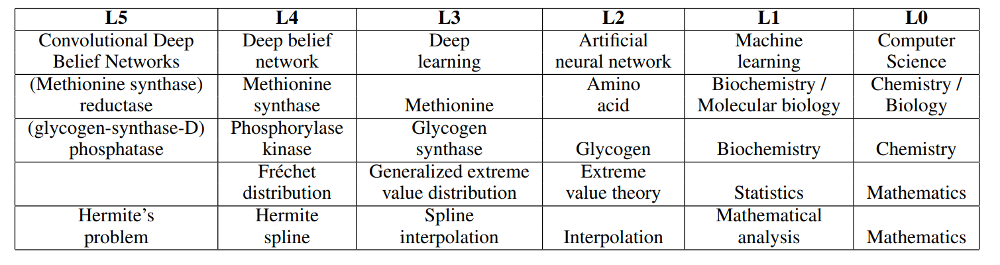 L5 L4 L3 L2 L1 L0
Convolutional Deep Deep belief Deep Artificial Machine Computer
Belief Networks network learning neural network learning Science
(Methionine synthase) Methionine Amino Biochemistry / Chemistry /
reductase synthase Methionine acid Molecular biology Biology
(glycogen-synthase-D) Phosphorylase Glycogen
phosphatase kinase synthase Glycogen Biochemistry Chemistry
Fréchet Generalized extreme Extreme
distribution value distribution value theory Statistics Mathematics
Hermite's Hermite Spline Mathematical
problem spline interpolation Interpolation analysis Mathematics